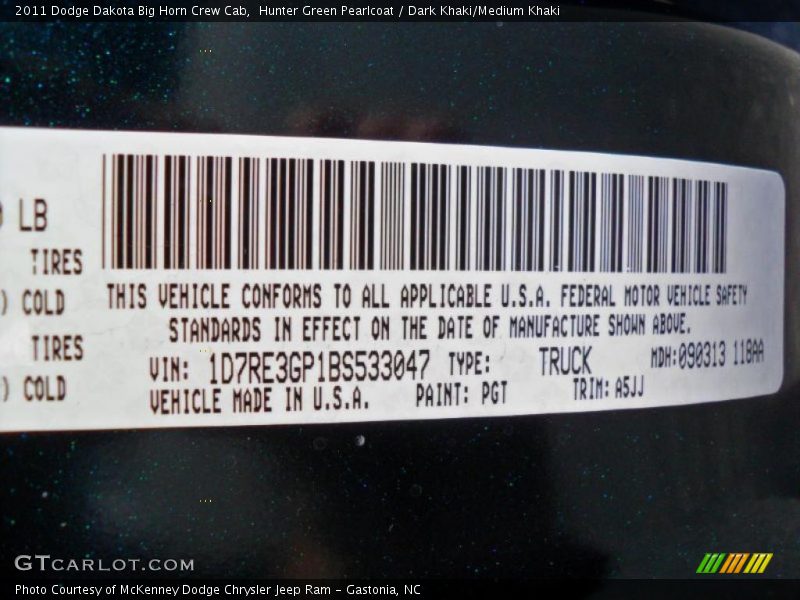 2011 Dodge Dakota Big Horn Crew Cab,  Hunter Green Pearlcoat / Dark Khaki/Medium Khaki
LB
TIRES
) COLD
TIRES
) COLD
THIS VEHICLE CONFORMS TO ALL APPLICABLE U.S.A. FEDERAL MOTOR VEHICLE SAFETY
STANDARDS IN EFFECT ON THE DATE OF MANUFACTURE SHOWN ABOVE.
VIN: 1D7RE3GP1BS533047 TYPE: TRUCK MDH:090313 118AA
VEHICLE MADE IN U.S.A. PAINT: PGT TRIM: A5JJ
GTCARLOT.COM
Photo Courtesy of McKenney Dodge Chrysler Jeep Ram - Gastonia, NC